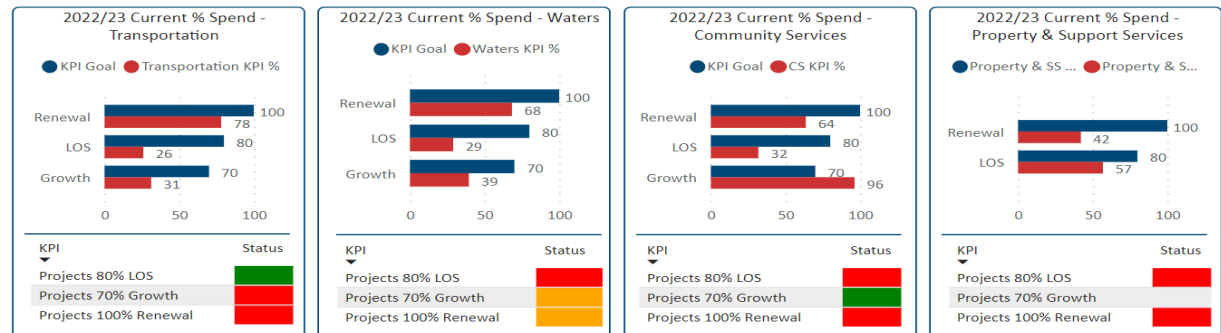 2022/23 Current % Spend -
Transportation
KPI Goal Transportation KPI %
Renewal 100
78
LOS 80
26
Growth 70
31
0 50 100
KPI Status
Projects 80% LOS
Projects 70% Growth
Projects 100% Renewal
2022/23 Current % Spend - Waters
KPI Goal Waters KPI %
Renewal 100
68
LOS 80
29
Growth 70
39
0 50 100
KPI Status
Projects 80% LOS
Projects 70% Growth
Projects 100% Renewal
2022/23 Current % Spend -
Community Services
KPI Goal CS KPI %
Renewal 100
64
LOS 80
32
Growth 70
96
0 50 100
KPI Status
Projects 80% LOS
Projects 70% Growth
Projects 100% Renewal
2022/23 Current % Spend -
Property & Support Services
Property & SS ... Property & S...
Renewal 100
42
LOS 80
57
0 50 100
KPI Status
Projects 80% LOS
Projects 70% Growth
Projects 100% Renewal